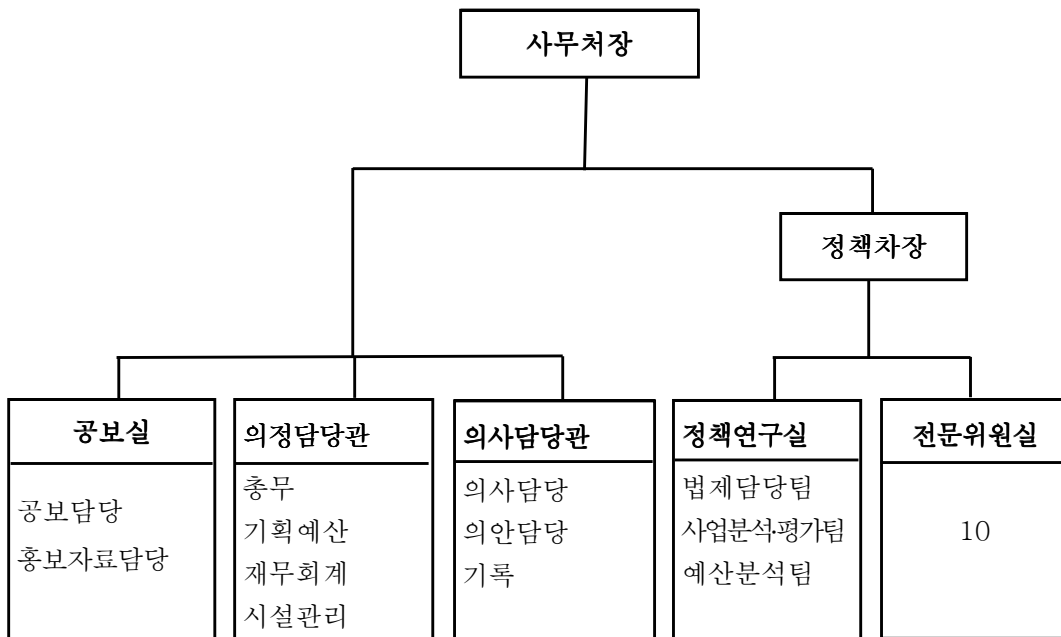 사무처장
정책차장
공보실
공보담당
홍보자료담당
의정담당관
총무
기획예산
재무회계
시설관리
의사담당관
의사담당
의안담당
기록
정책연구실
법제담당팀
사업분석·평가팀
예산분석팀
전문위원실
10